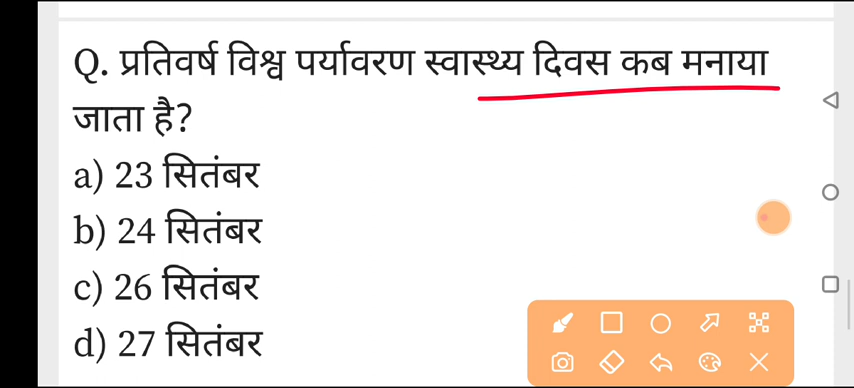 Q. प्रतिवर्ष विश्व पर्यावरण स्वास्थ्य दिवस कब मनाया
जाता है?
a) 23 सितंबर
b) 24 सितंबर
c) 26 सितंबर
d) 27 सितंबर